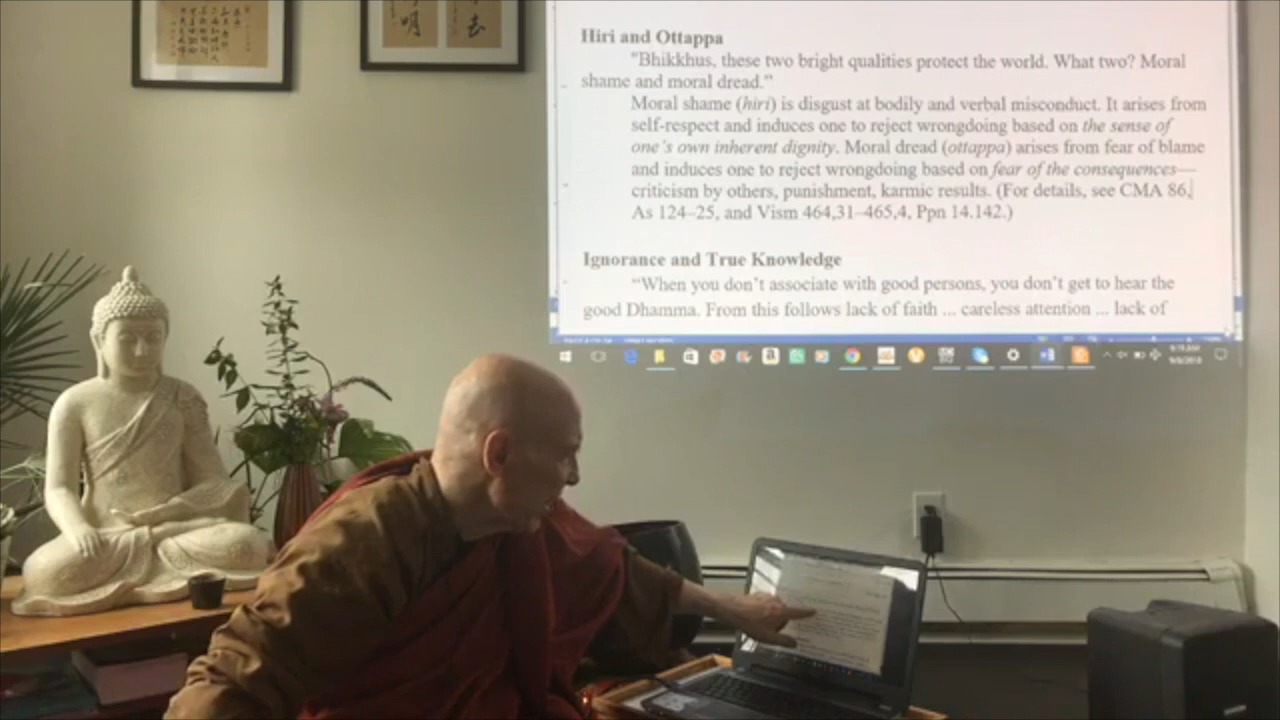 Hiri and Ottappa
"Bhikkhus, these two bright qualities protect the world. What two? Moral
shame and moral dread."
Moral shame (hiri) is disgust at bodily and verbal misconduct. It arises from
self-respect and induces one to reject wrongdoing based on the sense of
one's own inherent dignity. Moral dread (ottappa) arises from fear of blame
and induces one to reject wrongdoing based on fear of the consequences—
criticism by others, punishment, karmic results. (For details, see CMA 86,
As 124–25, and Vism 464,31–465,4, Ppn 14.142.)
Ignorance and True Knowledge
"When you don't associate with good persons, you don't get to hear the
good Dhamma. From this follows lack of faith ... careless attention ... lack of